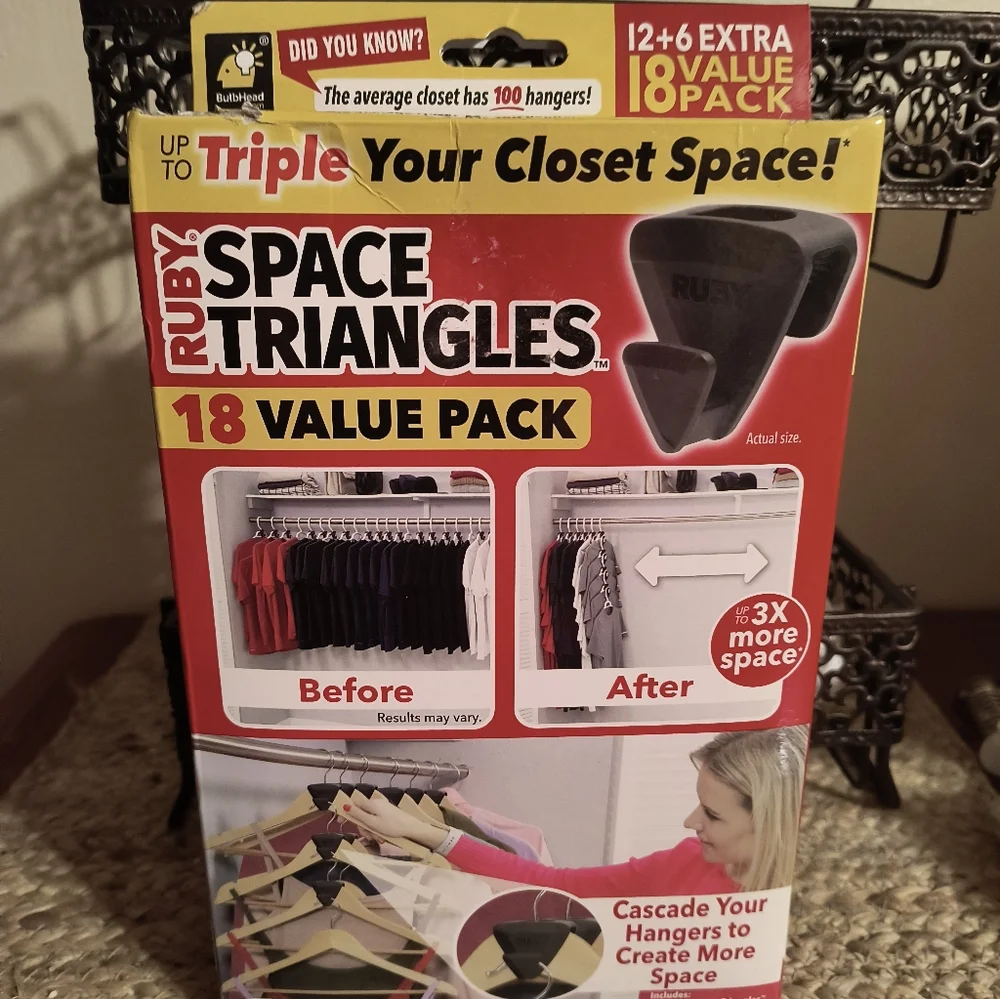 BulbHead
DID YOU KNOW?
The average closet has 100 hangers!
12+6 EXTRA
18 VALUE
PACK
UP TO Triple Your Closet Space!*
RUBY®
SPACE
TRIANGLES™
18 VALUE PACK
RUBY
Actual size.
Before
Results may vary.
After
UP TO 3X
more
space*
Cascade Your
Hangers to
Create More
Space
Includes: